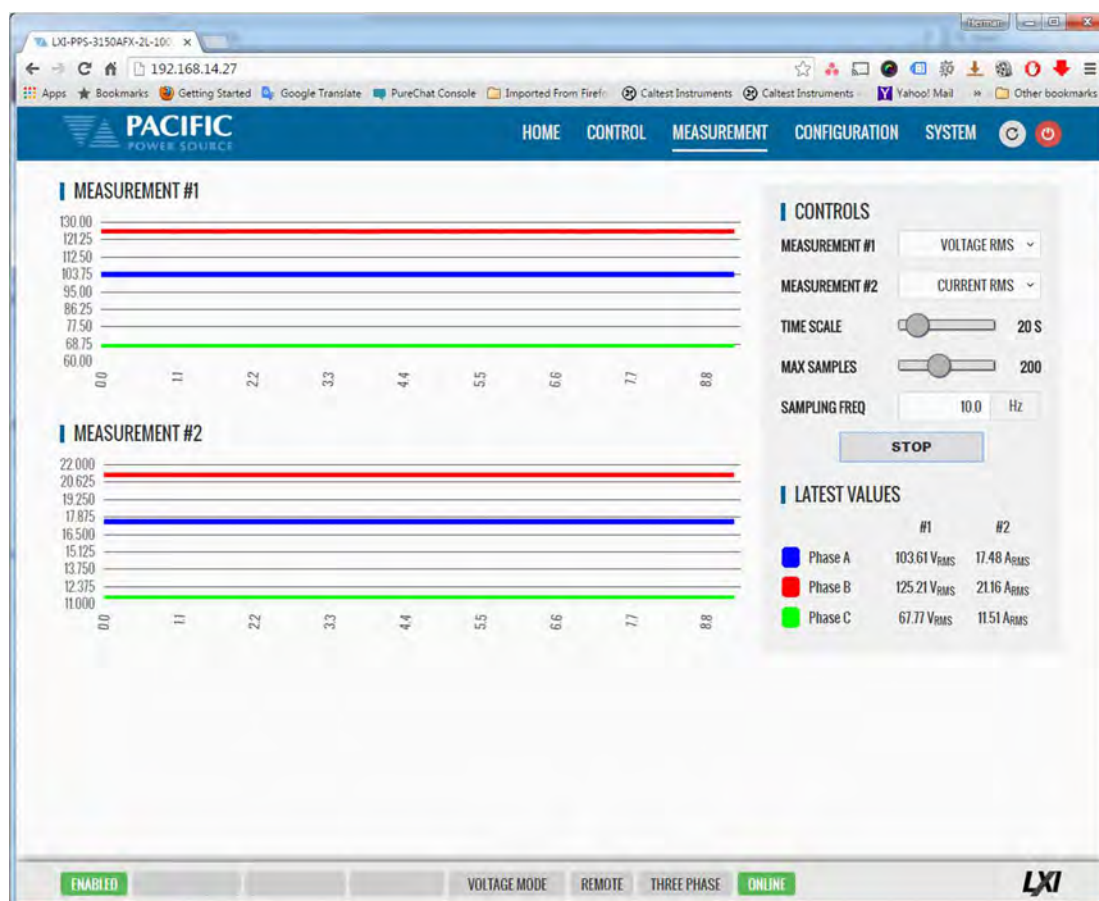 LXI-PPS-3150AFX-2L-100
192.168.14.27
Apps Bookmarks Getting Started Google Translate PureChat Console Imported From Firefo Caltest Instruments Caltest Instruments Yahoo! Mail » Other bookmarks
PACIFIC
POWER SOURCE
HOME CONTROL MEASUREMENT CONFIGURATION SYSTEM
MEASUREMENT #1
130.00
121.25
112.50
103.75
95.00
86.25
77.50
68.75
60.00
0.0 1.1 2.2 3.3 4.4 5.5 6.6 7.7 8.8
MEASUREMENT #2
22.000
20.625
19.250
17.875
16.500
15.125
13.750
12.375
11.000
0.0 1.1 2.2 3.3 4.4 5.5 6.6 7.7 8.8
CONTROLS
MEASUREMENT #1 VOLTAGE RMS
MEASUREMENT #2 CURRENT RMS
TIME SCALE 20 S
MAX SAMPLES 200
SAMPLING FREQ 10.0 Hz
STOP
LATEST VALUES
#1 #2
Phase A 103.61 VRMS 17.48 ARMS
Phase B 125.21 VRMS 21.16 ARMS
Phase C 67.77 VRMS 11.51 ARMS
ENABLED VOLTAGE MODE REMOTE THREE PHASE ONLINE LXI